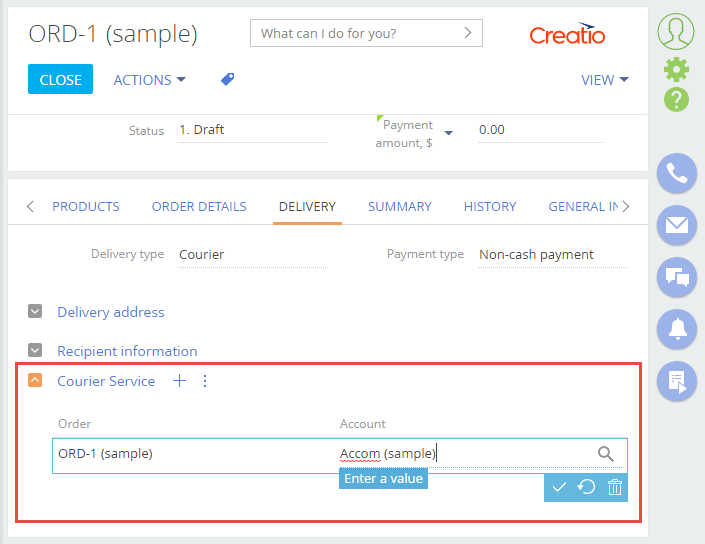 ORD-1 (sample)
What can I do for you?
Creatio
CLOSE
ACTIONS
VIEW
Status
1. Draft
Payment
amount, $
0.00
PRODUCTS
ORDER DETAILS
DELIVERY
SUMMARY
HISTORY
GENERAL IN
Delivery type
Courier
Payment type
Non-cash payment
Delivery address
Recipient information
Courier Service
Order
Account
ORD-1 (sample)
Accom (sample)
Enter a value